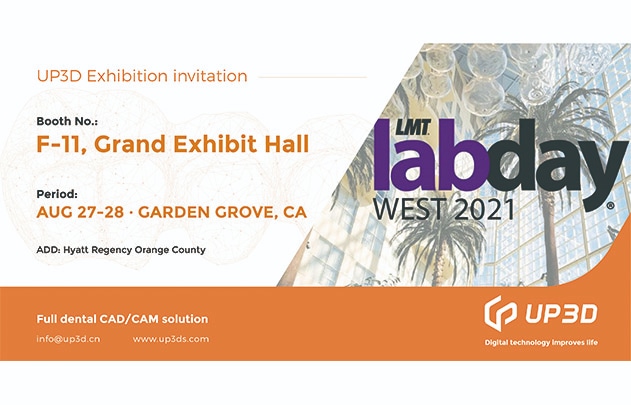 UP3D Exhibition invitation
Booth No.:
F-11, Grand Exhibit Hall
Period:
AUG 27-28 · GARDEN GROVE, CA
ADD: Hyatt Regency Orange County
LMT
labday®
WEST 2021
Full dental CAD/CAM solution
info@up3d.cn www.up3ds.com
UP3D
Digital technology improves life